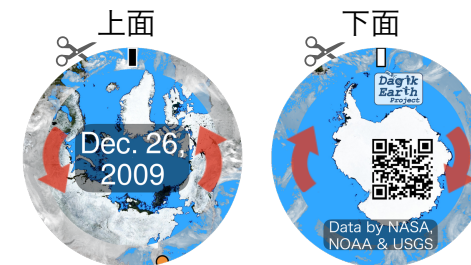 上面
下面
Dagik
Earth
Project
Dec. 26,
2009
Data by NASA,
NOAA & USGS